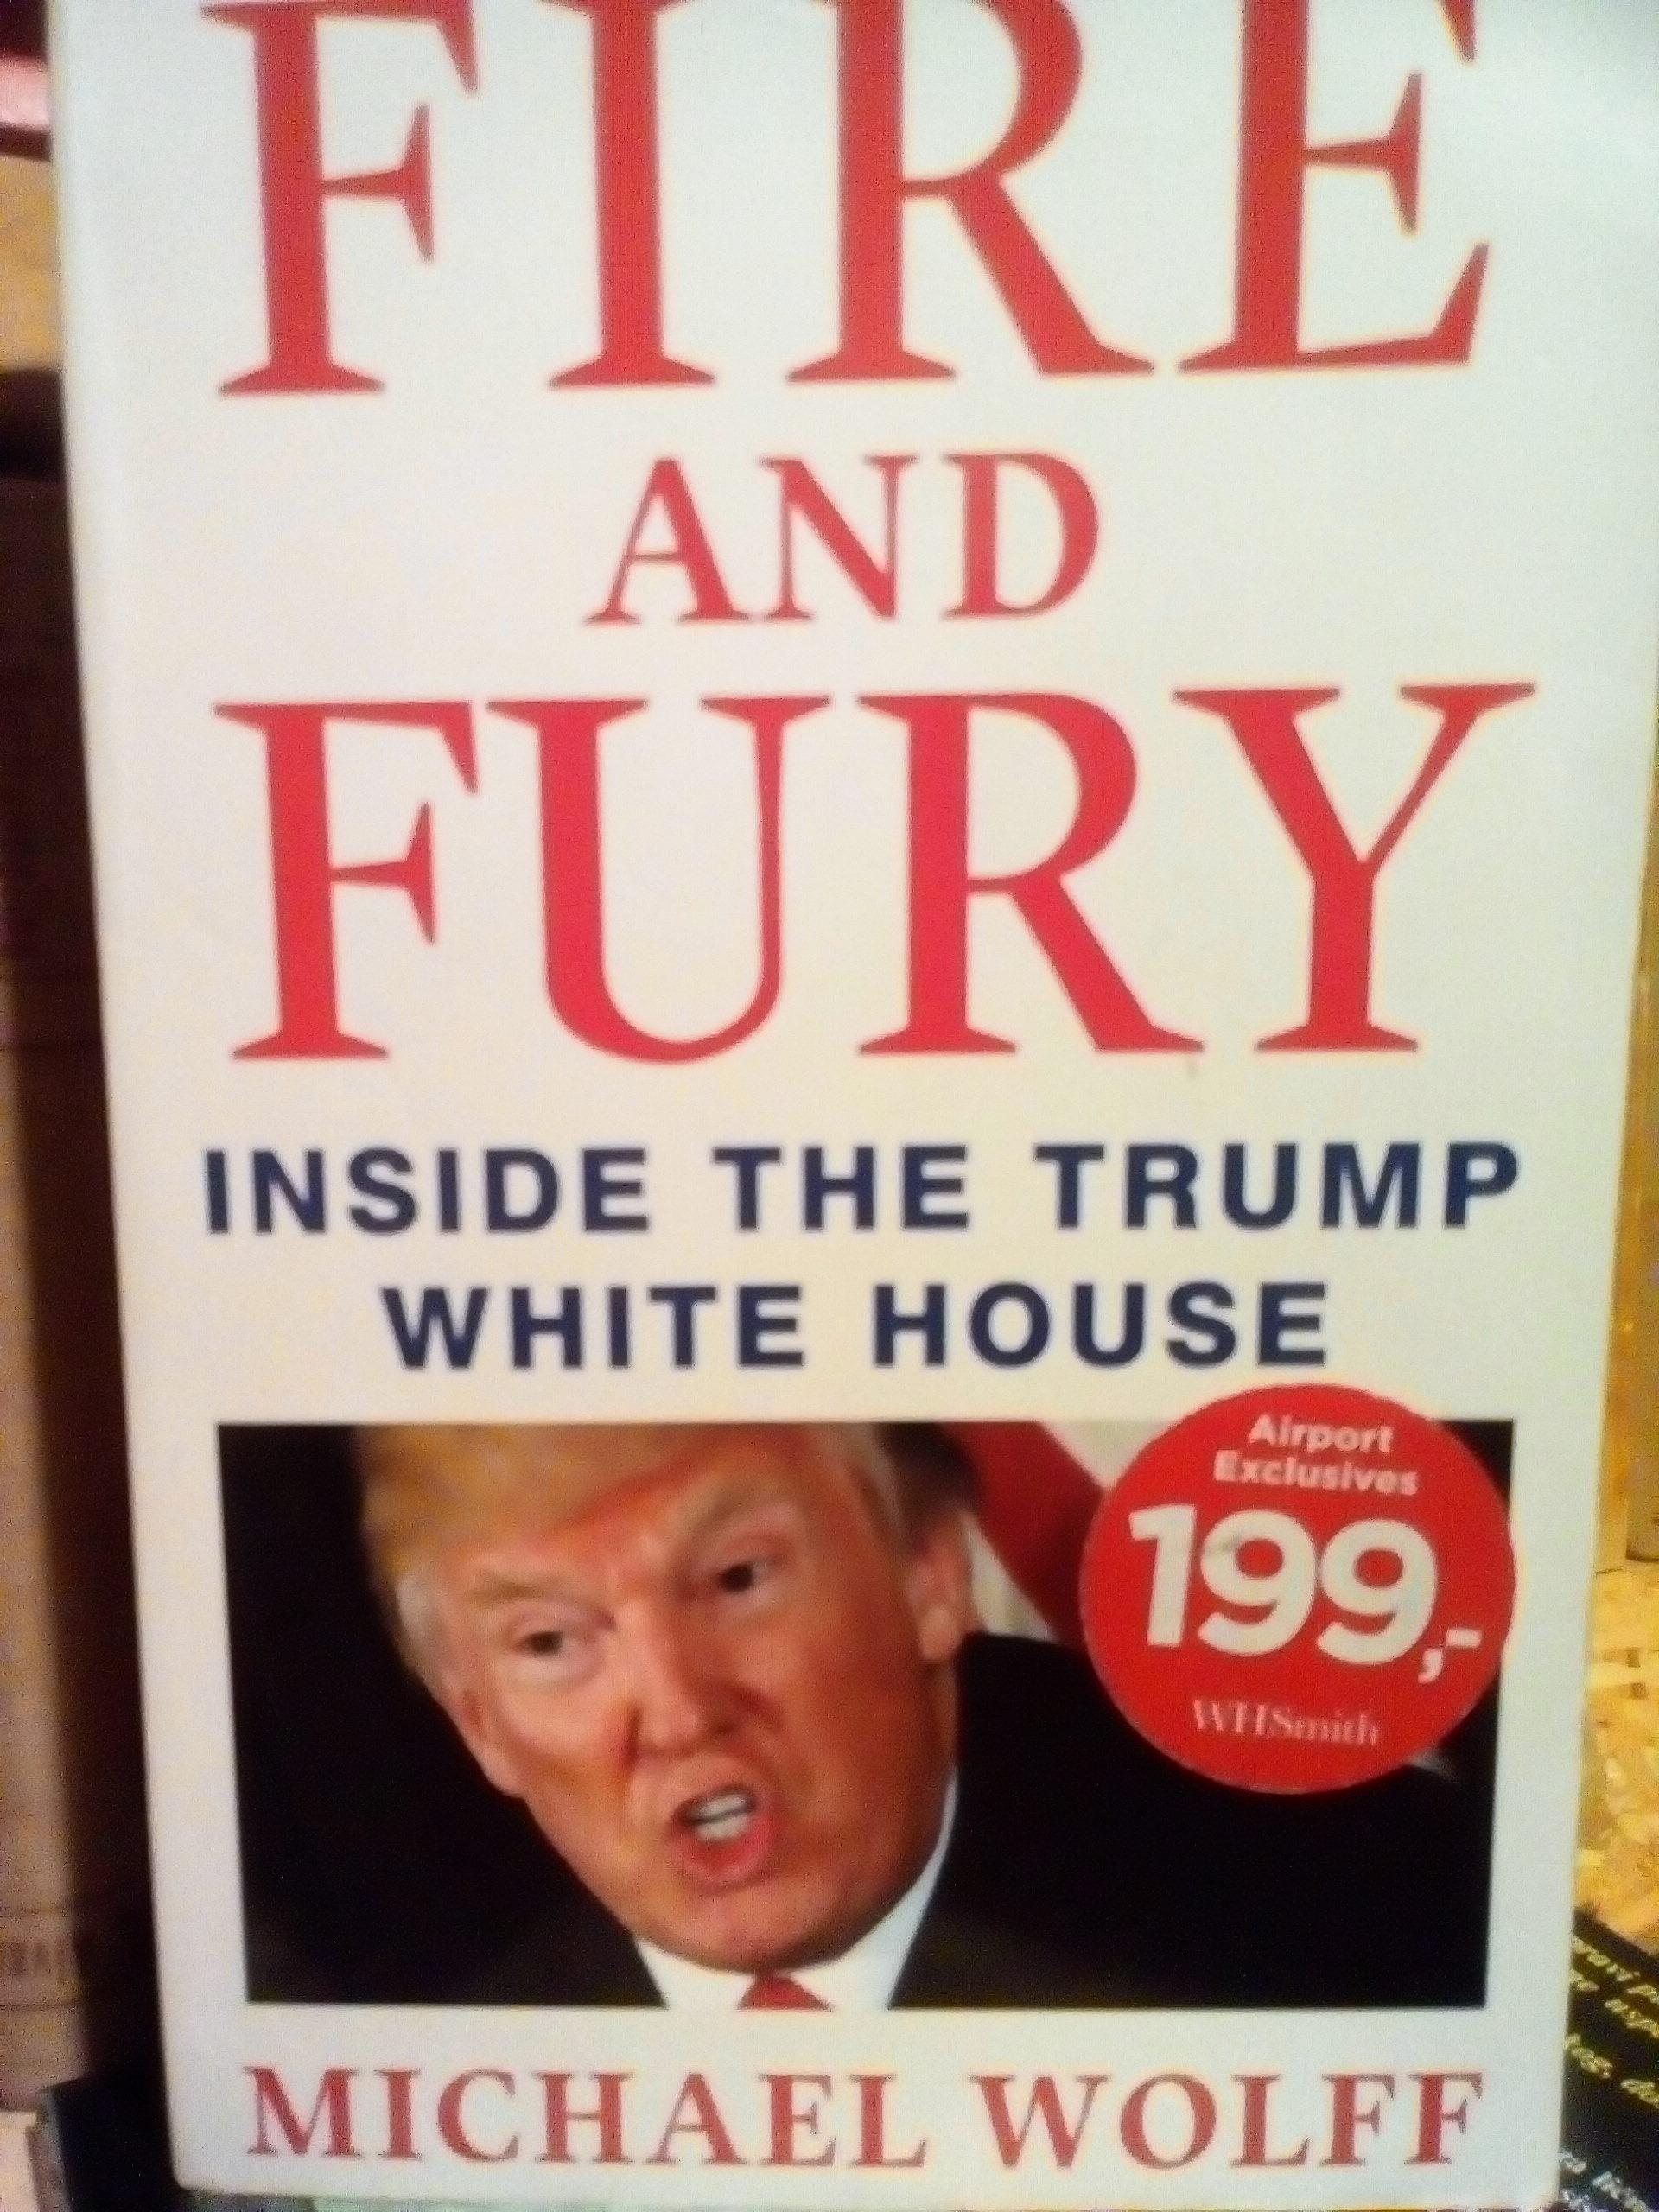 FIRE
AND
FURY
INSIDE THE TRUMP
WHITE HOUSE
Airport
Exclusives
199,-
WHSmith
MICHAEL WOLFF